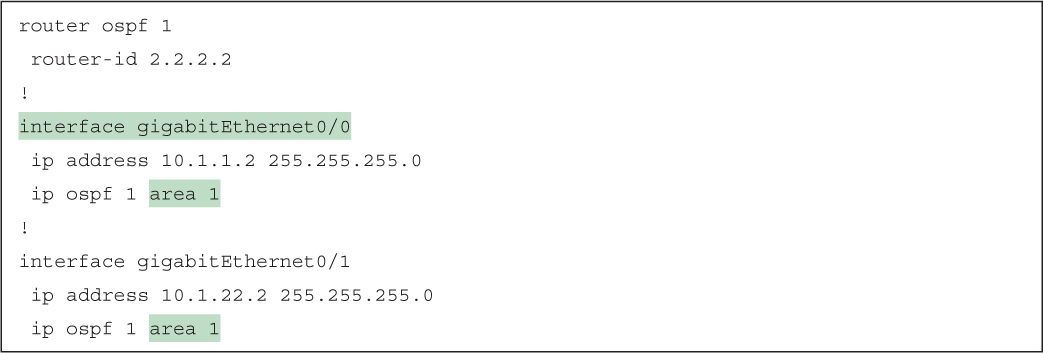 router ospf 1
router-id 2.2.2.2
!
interface gigabitEthernet0/0
ip address 10.1.1.2 255.255.255.0
ip ospf 1 area 1
!
interface gigabitEthernet0/1
ip address 10.1.22.2 255.255.255.0
ip ospf 1 area 1